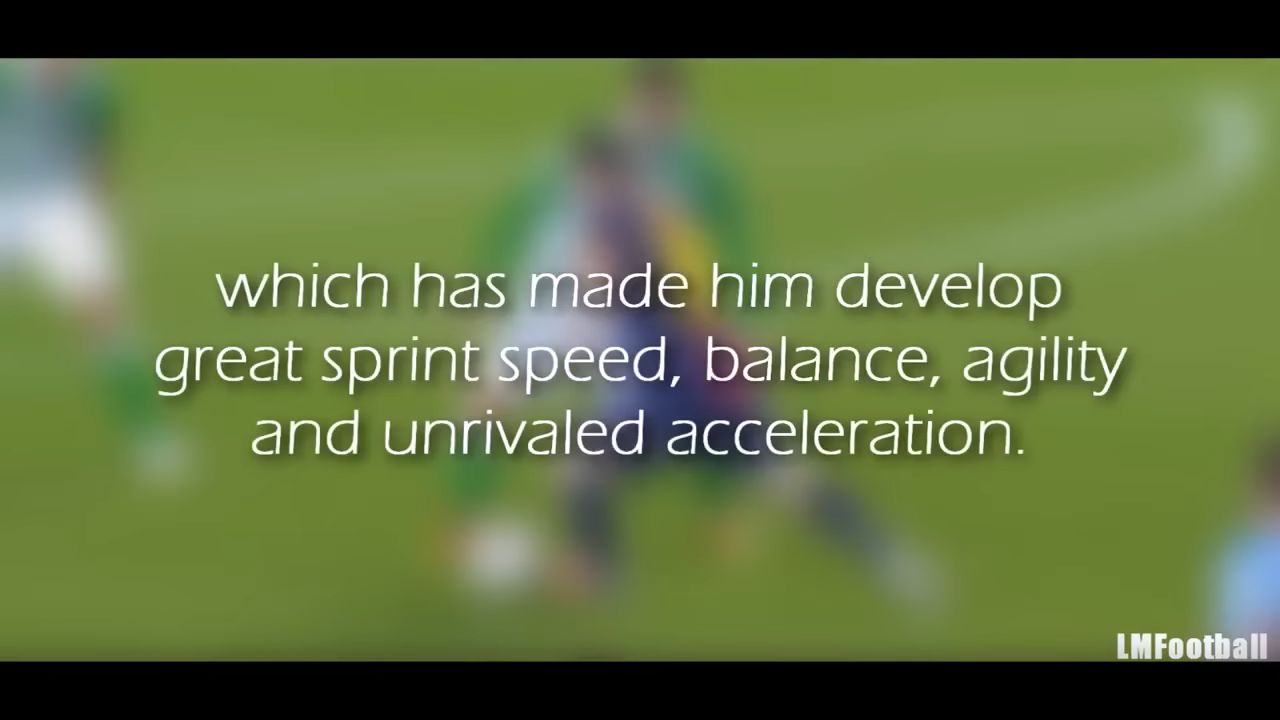 which has made him develop
great sprint speed, balance, agility
and unrivaled acceleration.
LMFootball